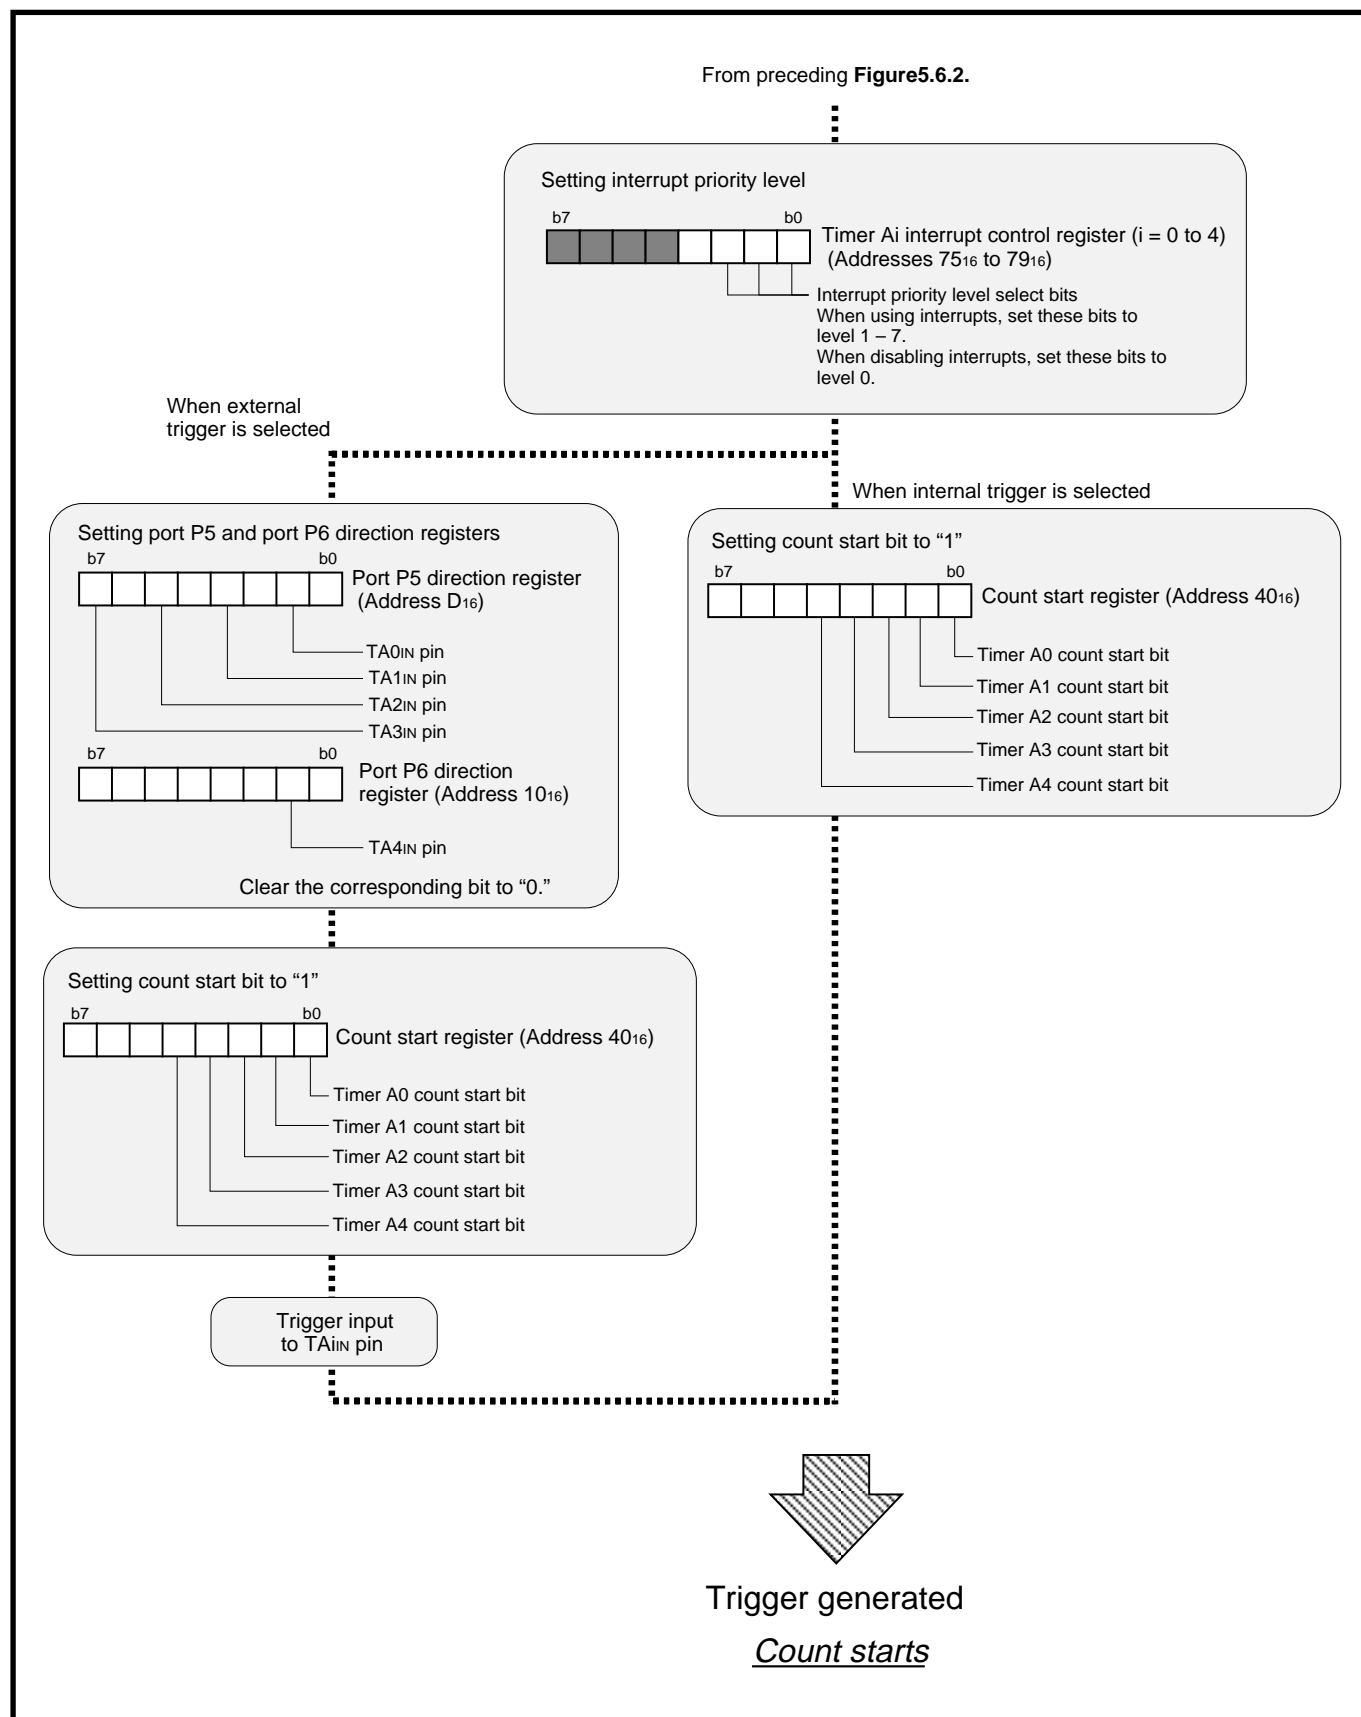 From preceding Figure5.6.2.
Setting interrupt priority level
b7 b0
Timer Ai interrupt control register (i = 0 to 4)
(Addresses 7516 to 7916)
Interrupt priority level select bits
When using interrupts, set these bits to
level 1 – 7.
When disabling interrupts, set these bits to
level 0.
When external
trigger is selected
Setting port P5 and port P6 direction registers
b7 b0
Port P5 direction register
(Address D16)
TA0IN pin
TA1IN pin
TA2IN pin
TA3IN pin
b7 b0
Port P6 direction
register (Address 1016)
TA4IN pin
Clear the corresponding bit to “0.”
When internal trigger is selected
Setting count start bit to “1”
b7 b0
Count start register (Address 4016)
Timer A0 count start bit
Timer A1 count start bit
Timer A2 count start bit
Timer A3 count start bit
Timer A4 count start bit
Setting count start bit to “1”
b7 b0
Count start register (Address 4016)
Timer A0 count start bit
Timer A1 count start bit
Timer A2 count start bit
Timer A3 count start bit
Timer A4 count start bit
Trigger input
to TAiIN pin
Trigger generated
Count starts